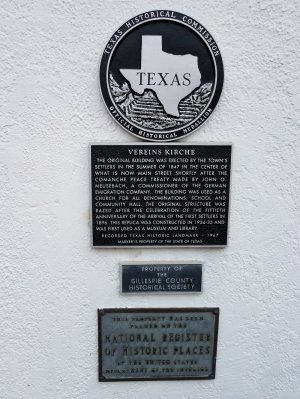 TEXAS HISTORICAL COMMISSION
TEXAS
OFFICIAL HISTORICAL MEDALLION
VEREINS KIRCHE
THE ORIGINAL BUILDING WAS ERECTED BY THE TOWN'S
SETTLERS IN THE SUMMER OF 1847 IN THE CENTER OF
WHAT IS NOW MAIN STREET SHORTLY AFTER THE
COMANCHE PEACE TREATY MADE BY JOHN O.
MEUSEBACH, A COMMISSIONER OF THE GERMAN
EMIGRATION COMPANY. THE BUILDING WAS USED AS A
CHURCH FOR ALL DENOMINATIONS, SCHOOL AND
COMMUNITY HALL. THE ORIGINAL STRUCTURE WAS
RAZED AFTER THE CELEBRATION OF THE FIFTIETH
ANNIVERSARY OF THE ARRIVAL OF THE FIRST SETTLERS IN
1896. THIS REPLICA WAS CONSTRUCTED IN 1934-35 AND
WAS FIRST USED AS A MUSEUM AND LIBRARY.
RECORDED TEXAS HISTORIC LANDMARK - 1967
MARKER IS PROPERTY OF THE STATE OF TEXAS
PROPERTY OF
THE
GILLESPIE COUNTY
HISTORICAL SOCIETY
THIS PROPERTY HAS BEEN
PLACED ON THE
NATIONAL REGISTER
OF HISTORIC PLACES
BY THE UNITED STATES
DEPARTMENT OF THE INTERIOR